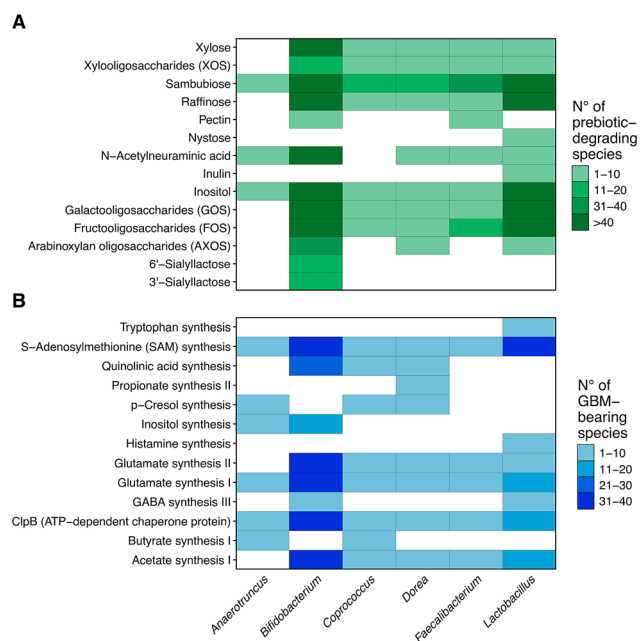 A
Xylose
Xylooligosaccharides (XOS)
Sambubiose
Raffinose
Pectin
Nystose
N−Acetylneuraminic acid
Inulin
Inositol
Galactooligosaccharides (GOS)
Fructooligosaccharides (FOS)
Arabinoxylan oligosaccharides (AXOS)
6'−Sialyllactose
3'−Sialyllactose
N° of
prebiotic−
degrading
species
1−10
11−20
31−40
>40
B
Tryptophan synthesis
S−Adenosylmethionine (SAM) synthesis
Quinolinic acid synthesis
Propionate synthesis II
p−Cresol synthesis
Inositol synthesis
Histamine synthesis
Glutamate synthesis II
Glutamate synthesis I
GABA synthesis III
ClpB (ATP−dependent chaperone protein)
Butyrate synthesis I
Acetate synthesis I
N° of
GBM−
bearing
species
1−10
11−20
21−30
31−40
Anaerotruncus
Bifidobacterium
Coprococcus
Dorea
Faecalibacterium
Lactobacillus